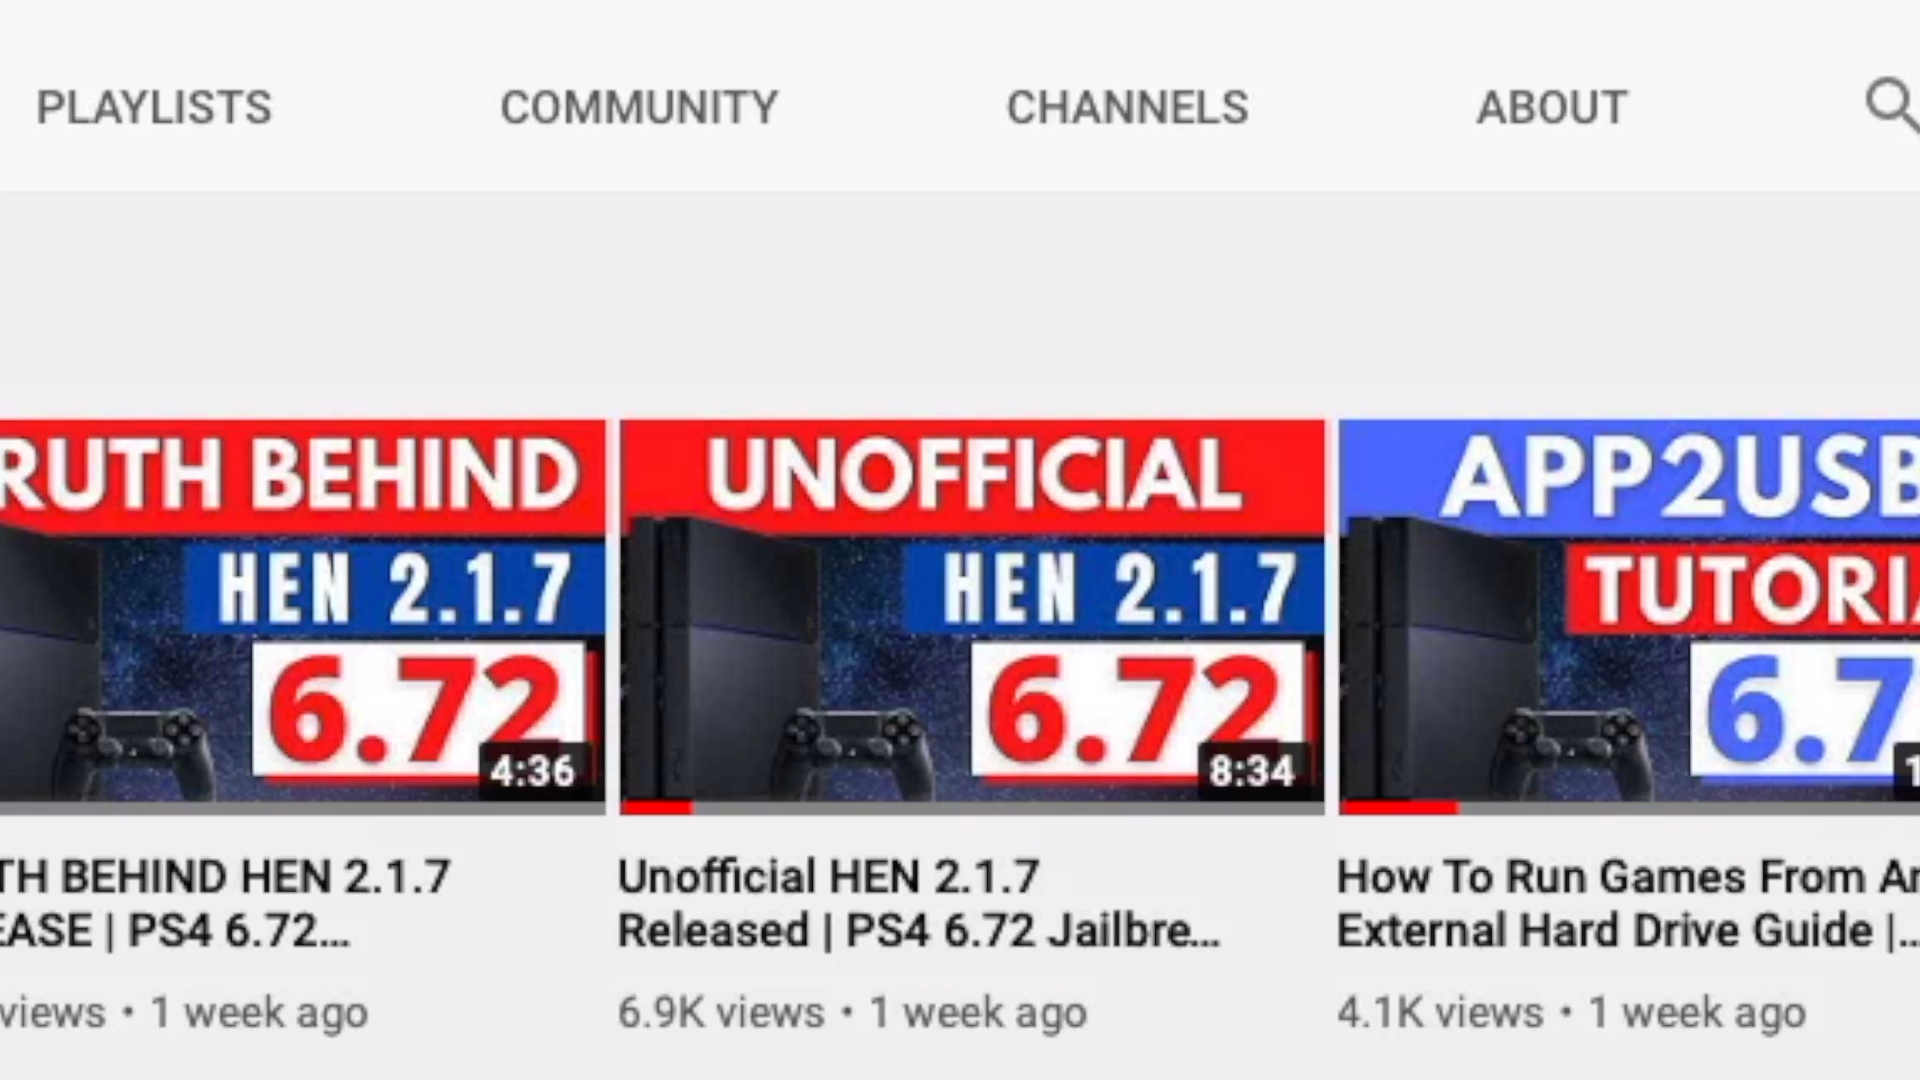 PLAYLISTS COMMUNITY CHANNELS ABOUT
RUTH BEHIND
HEN 2.1.7
6.72
4:36
UNOFFICIAL
HEN 2.1.7
6.72
8:34
APP2USB
TUTORIA
6.7
1
TH BEHIND HEN 2.1.7
EASE | PS4 6.72...
views • 1 week ago
Unofficial HEN 2.1.7
Released | PS4 6.72 Jailbre...
6.9K views • 1 week ago
How To Run Games From An
External Hard Drive Guide |...
4.1K views • 1 week ago